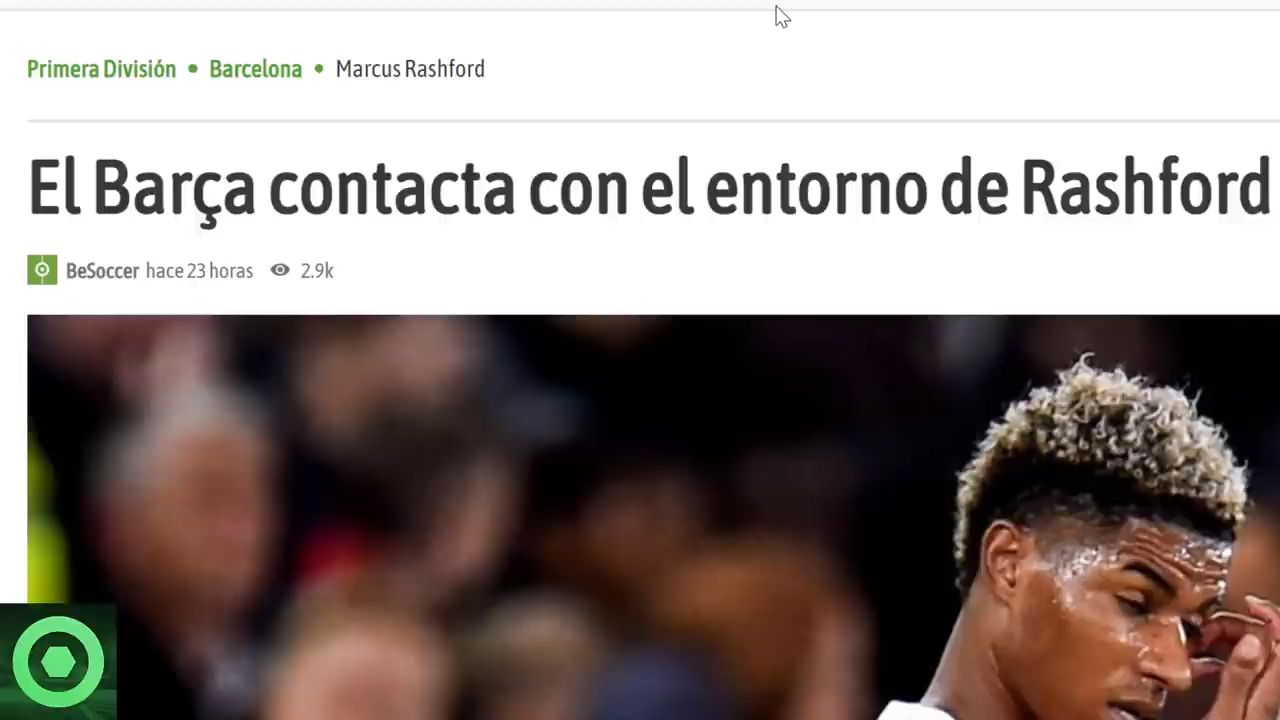 Primera División • Barcelona • Marcus Rashford
El Barça contacta con el entorno de Rashford
BeSoccer hace 23 horas 2.9k